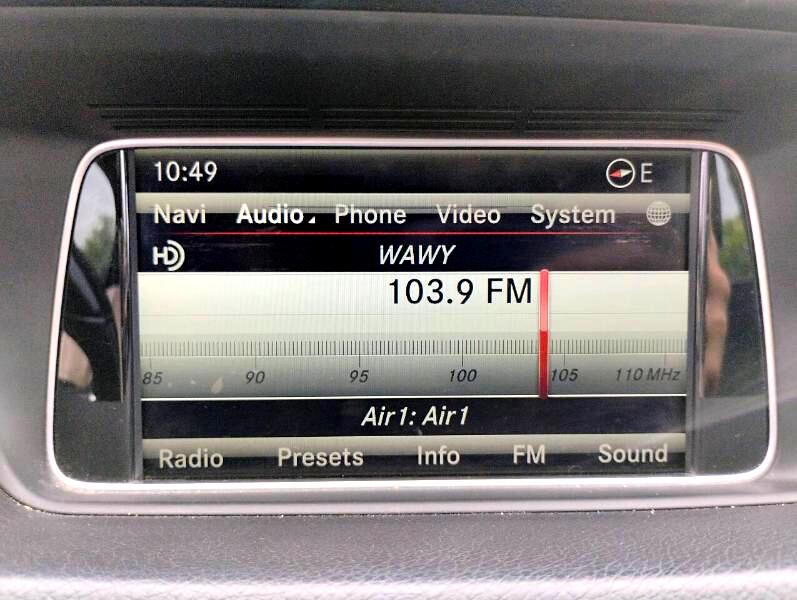 10:49 E
Navi Audio Phone Video System
HD WAWY
103.9 FM
85 90 95 100 105 110 MHz
Air1: Air1
Radio Presets Info FM Sound